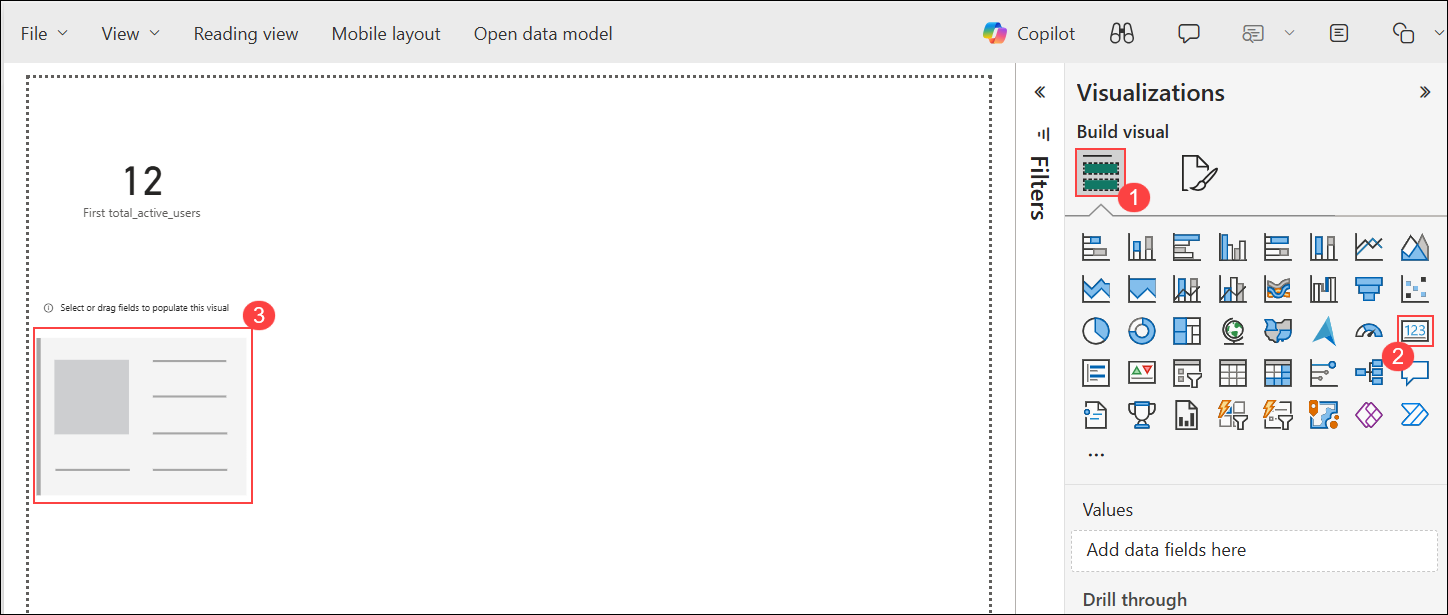 File View Reading view Mobile layout Open data model Copilot
12
First total_active_users
Select or drag fields to populate this visual
3
Filters
Visualizations
Build visual
1
123
2
...
Values
Add data fields here
Drill through